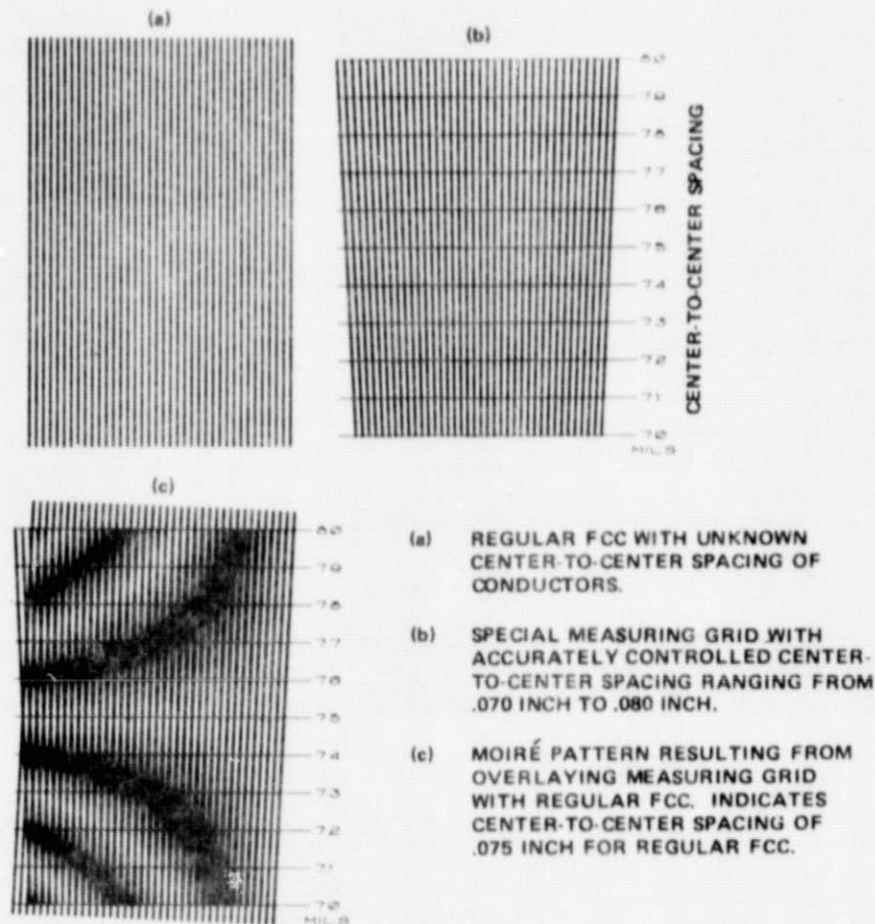 (a)
(b)
80
79
78
77
76
75
74
73
72
71
70
MILS
CENTER-TO-CENTER SPACING
(c)
80
79
78
77
76
75
74
73
72
71
70
MILS
(a) REGULAR FCC WITH UNKNOWN
CENTER-TO-CENTER SPACING OF
CONDUCTORS.
(b) SPECIAL MEASURING GRID WITH
ACCURATELY CONTROLLED CENTER-
TO-CENTER SPACING RANGING FROM
.070 INCH TO .080 INCH.
(c) MOIRÉ PATTERN RESULTING FROM
OVERLAYING MEASURING GRID
WITH REGULAR FCC. INDICATES
CENTER-TO-CENTER SPACING OF
.075 INCH FOR REGULAR FCC.